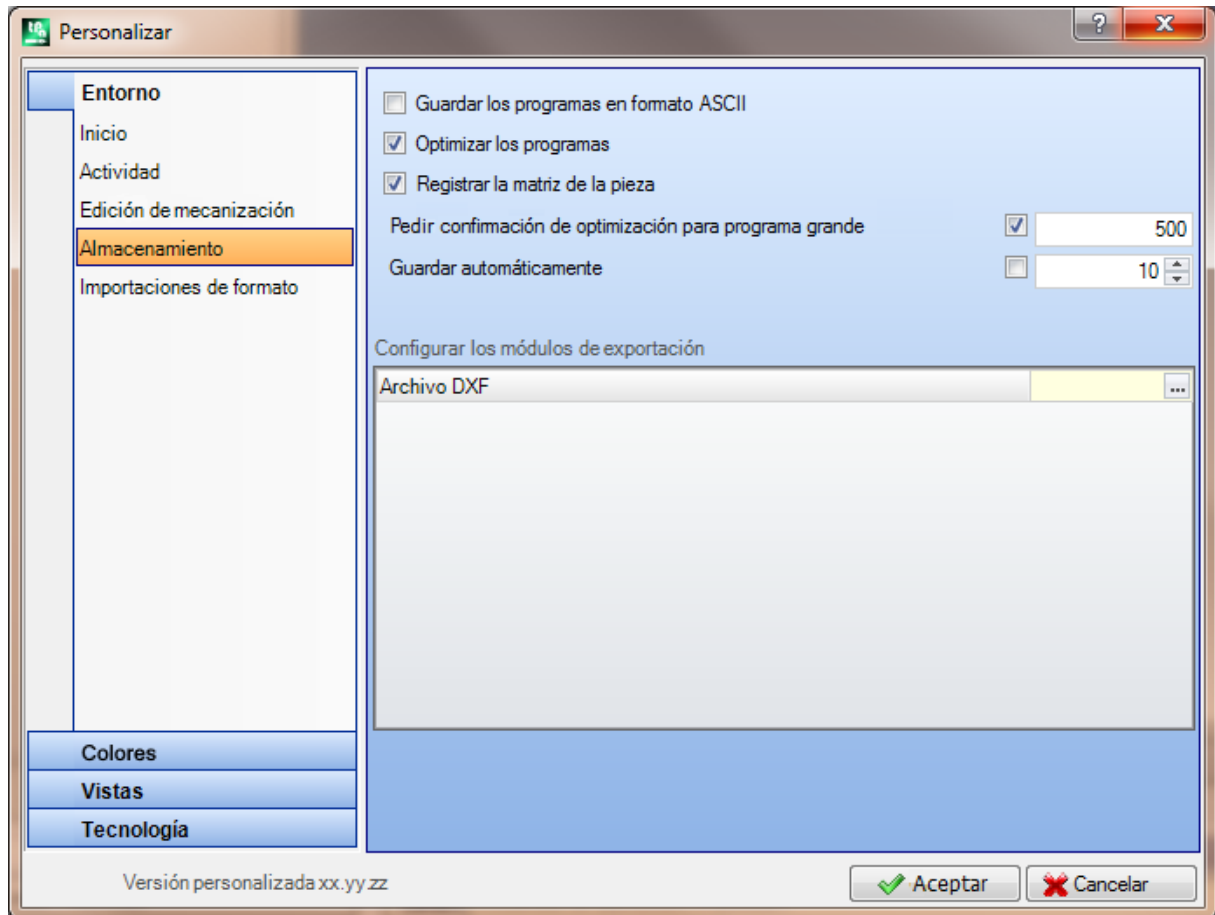 Personalizar
Entorno
Inicio
Actividad
Edición de mecanización
Almacenamiento
Importaciones de formato
Colores
Vistas
Tecnología
Guardar los programas en formato ASCII
Optimizar los programas
Registrar la matriz de la pieza
Pedir confirmación de optimización para programa grande 500
Guardar automáticamente 10
Configurar los módulos de exportación
Archivo DXF ...
Versión personalizada xx.yy.zz
Aceptar Cancelar